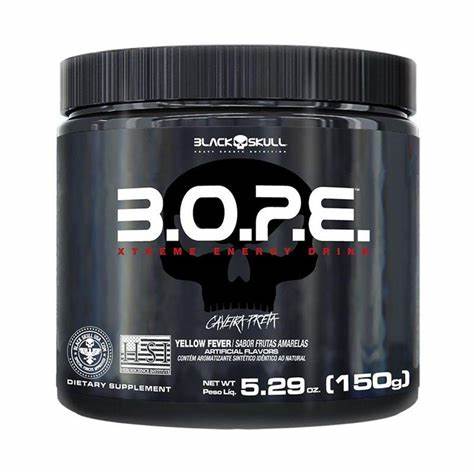 BLACK SKULL
B.O.P.E.™
XTREME ENERGY DRINK
CAVEIRA PRETA
YELLOW FEVER / SABOR FRUTAS AMARELAS
ARTIFICIAL FLAVORS
CONTÉM AROMATIZANTE SINTÉTICO IDÊNTICO AO NATURAL
DIETARY SUPPLEMENT
NET WT
Peso Líq. 5.29 oz. (150g)